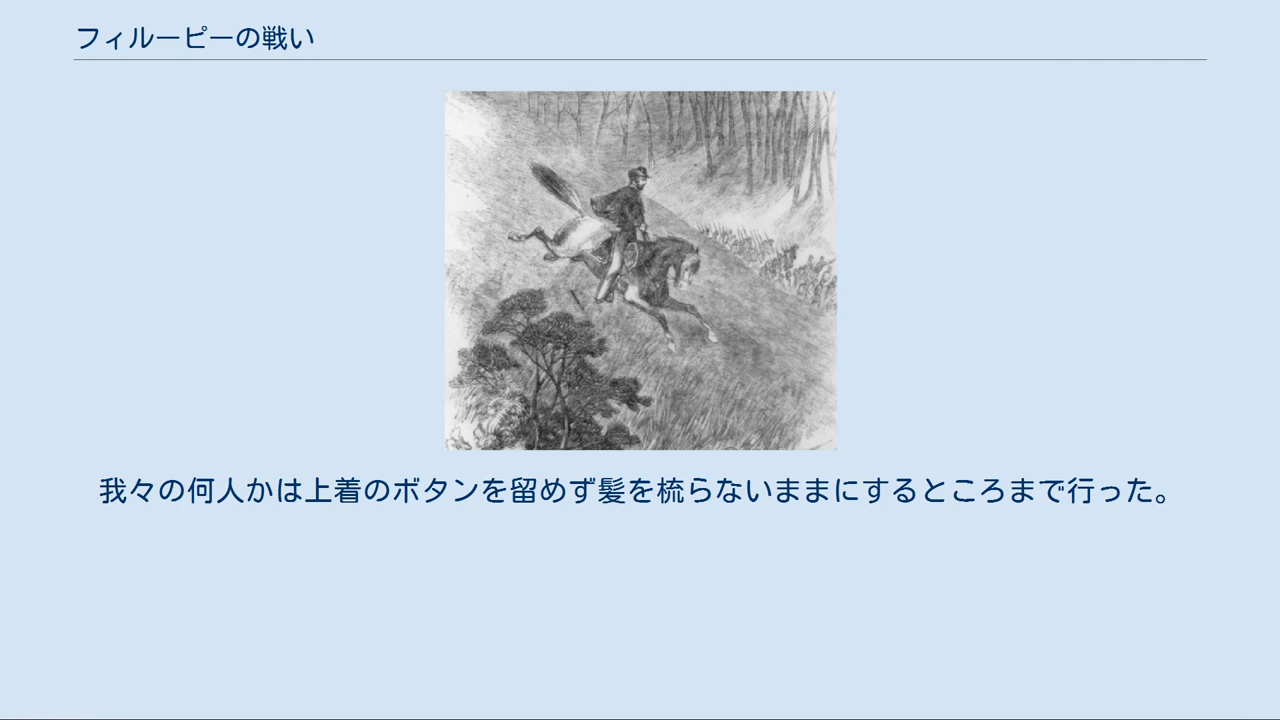 フィルーピーの戦い
我々の何人かは上着のボタンを留めず髪を梳らないままにするところまで行った。